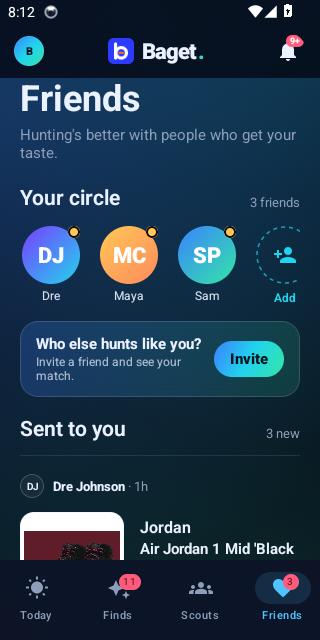 8:12
B
b Baget.
9+
Friends
Hunting's better with people who get your
taste.
Your circle
3 friends
DJ
MC
SP
Dre
Maya
Sam
Add
Who else hunts like you?
Invite a friend and see your
match.
Invite
Sent to you
3 new
DJ
Dre Johnson · 1h
Jordan
Air Jordan 1 Mid 'Black
11
3
Today
Finds
Scouts
Friends